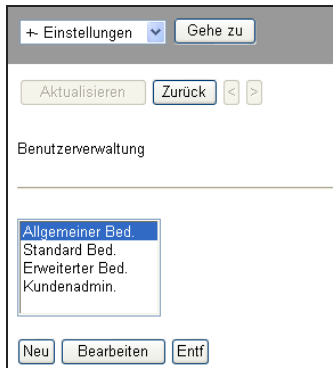 +- Einstellungen Gehe zu
Aktualisieren Zurück < >
Benutzerverwaltung
Allgemeiner Bed.
Standard Bed.
Erweiterter Bed.
Kundenadmin.
Neu Bearbeiten Entf